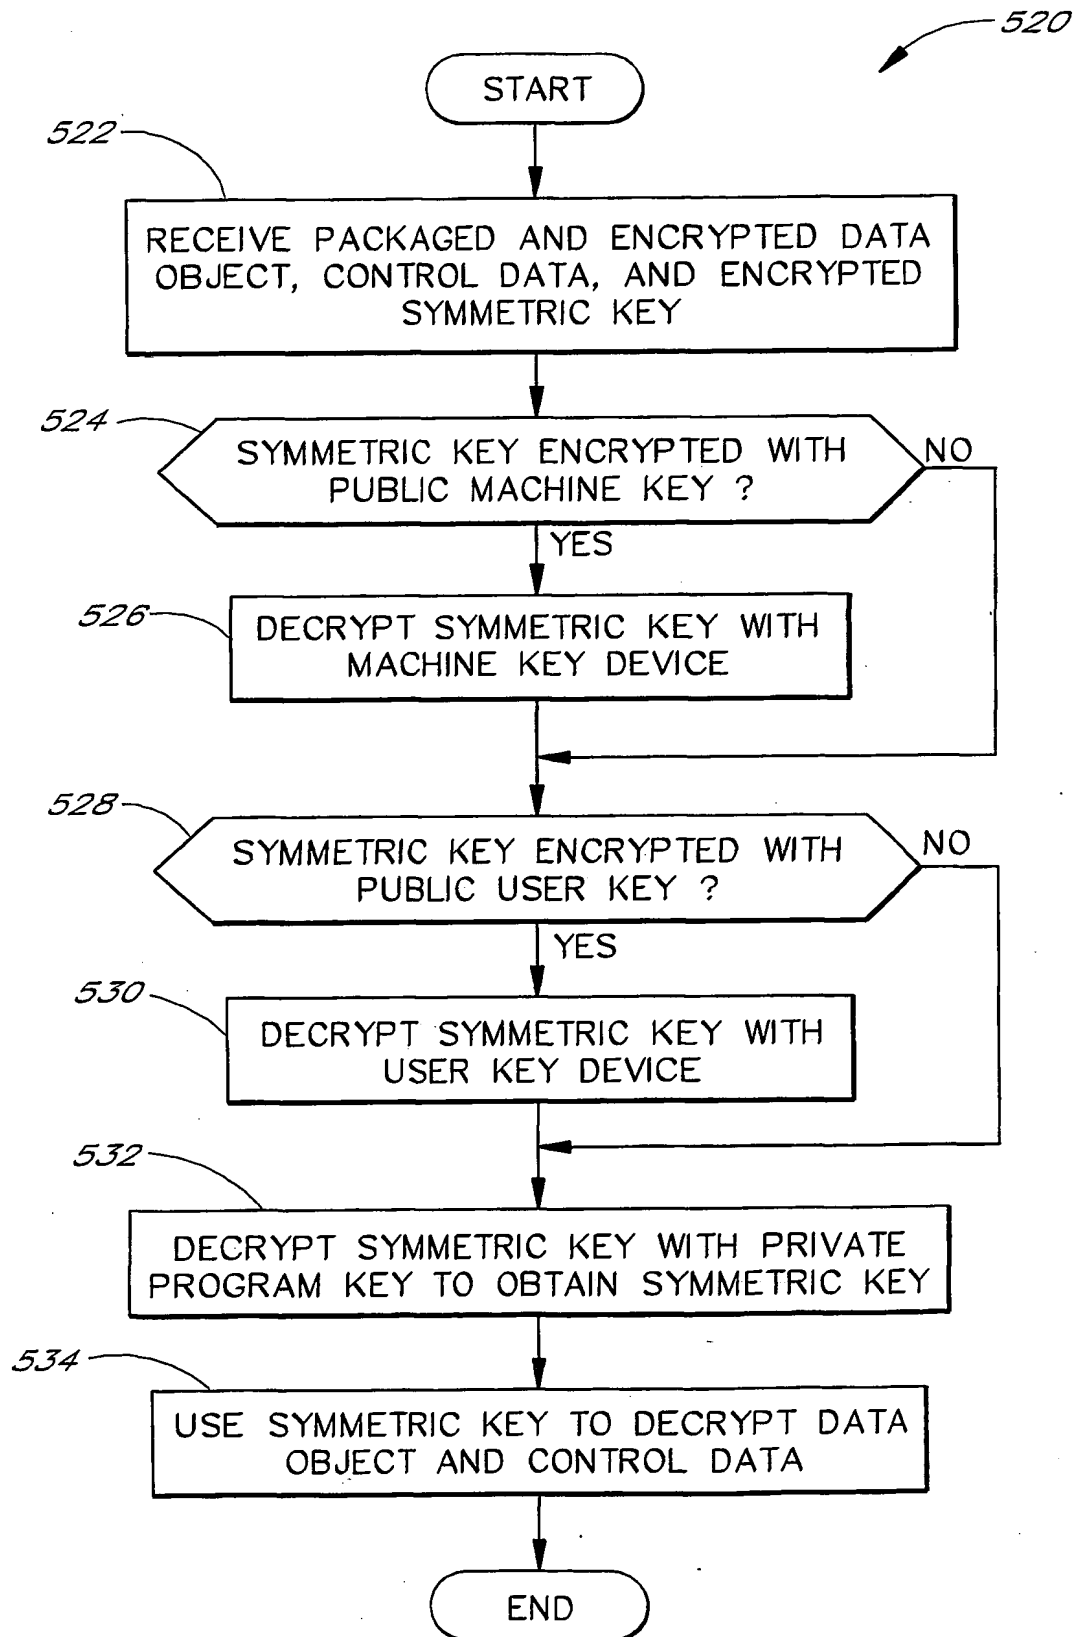 520
START
522
RECEIVE PACKAGED AND ENCRYPTED DATA
OBJECT, CONTROL DATA, AND ENCRYPTED
SYMMETRIC KEY
524
SYMMETRIC KEY ENCRYPTED WITH
PUBLIC MACHINE KEY ?
NO
YES
526
DECRYPT SYMMETRIC KEY WITH
MACHINE KEY DEVICE
528
SYMMETRIC KEY ENCRYPTED WITH
PUBLIC USER KEY ?
NO
YES
530
DECRYPT SYMMETRIC KEY WITH
USER KEY DEVICE
532
DECRYPT SYMMETRIC KEY WITH PRIVATE
PROGRAM KEY TO OBTAIN SYMMETRIC KEY
534
USE SYMMETRIC KEY TO DECRYPT DATA
OBJECT AND CONTROL DATA
END